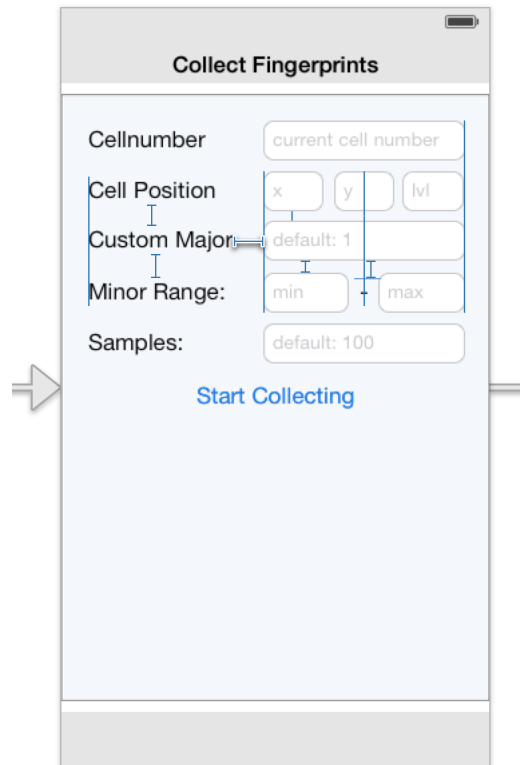 Collect Fingerprints
Cellnumber current cell number
Cell Position x y lvl
Custom Major default: 1
Minor Range: min - max
Samples: default: 100
Start Collecting